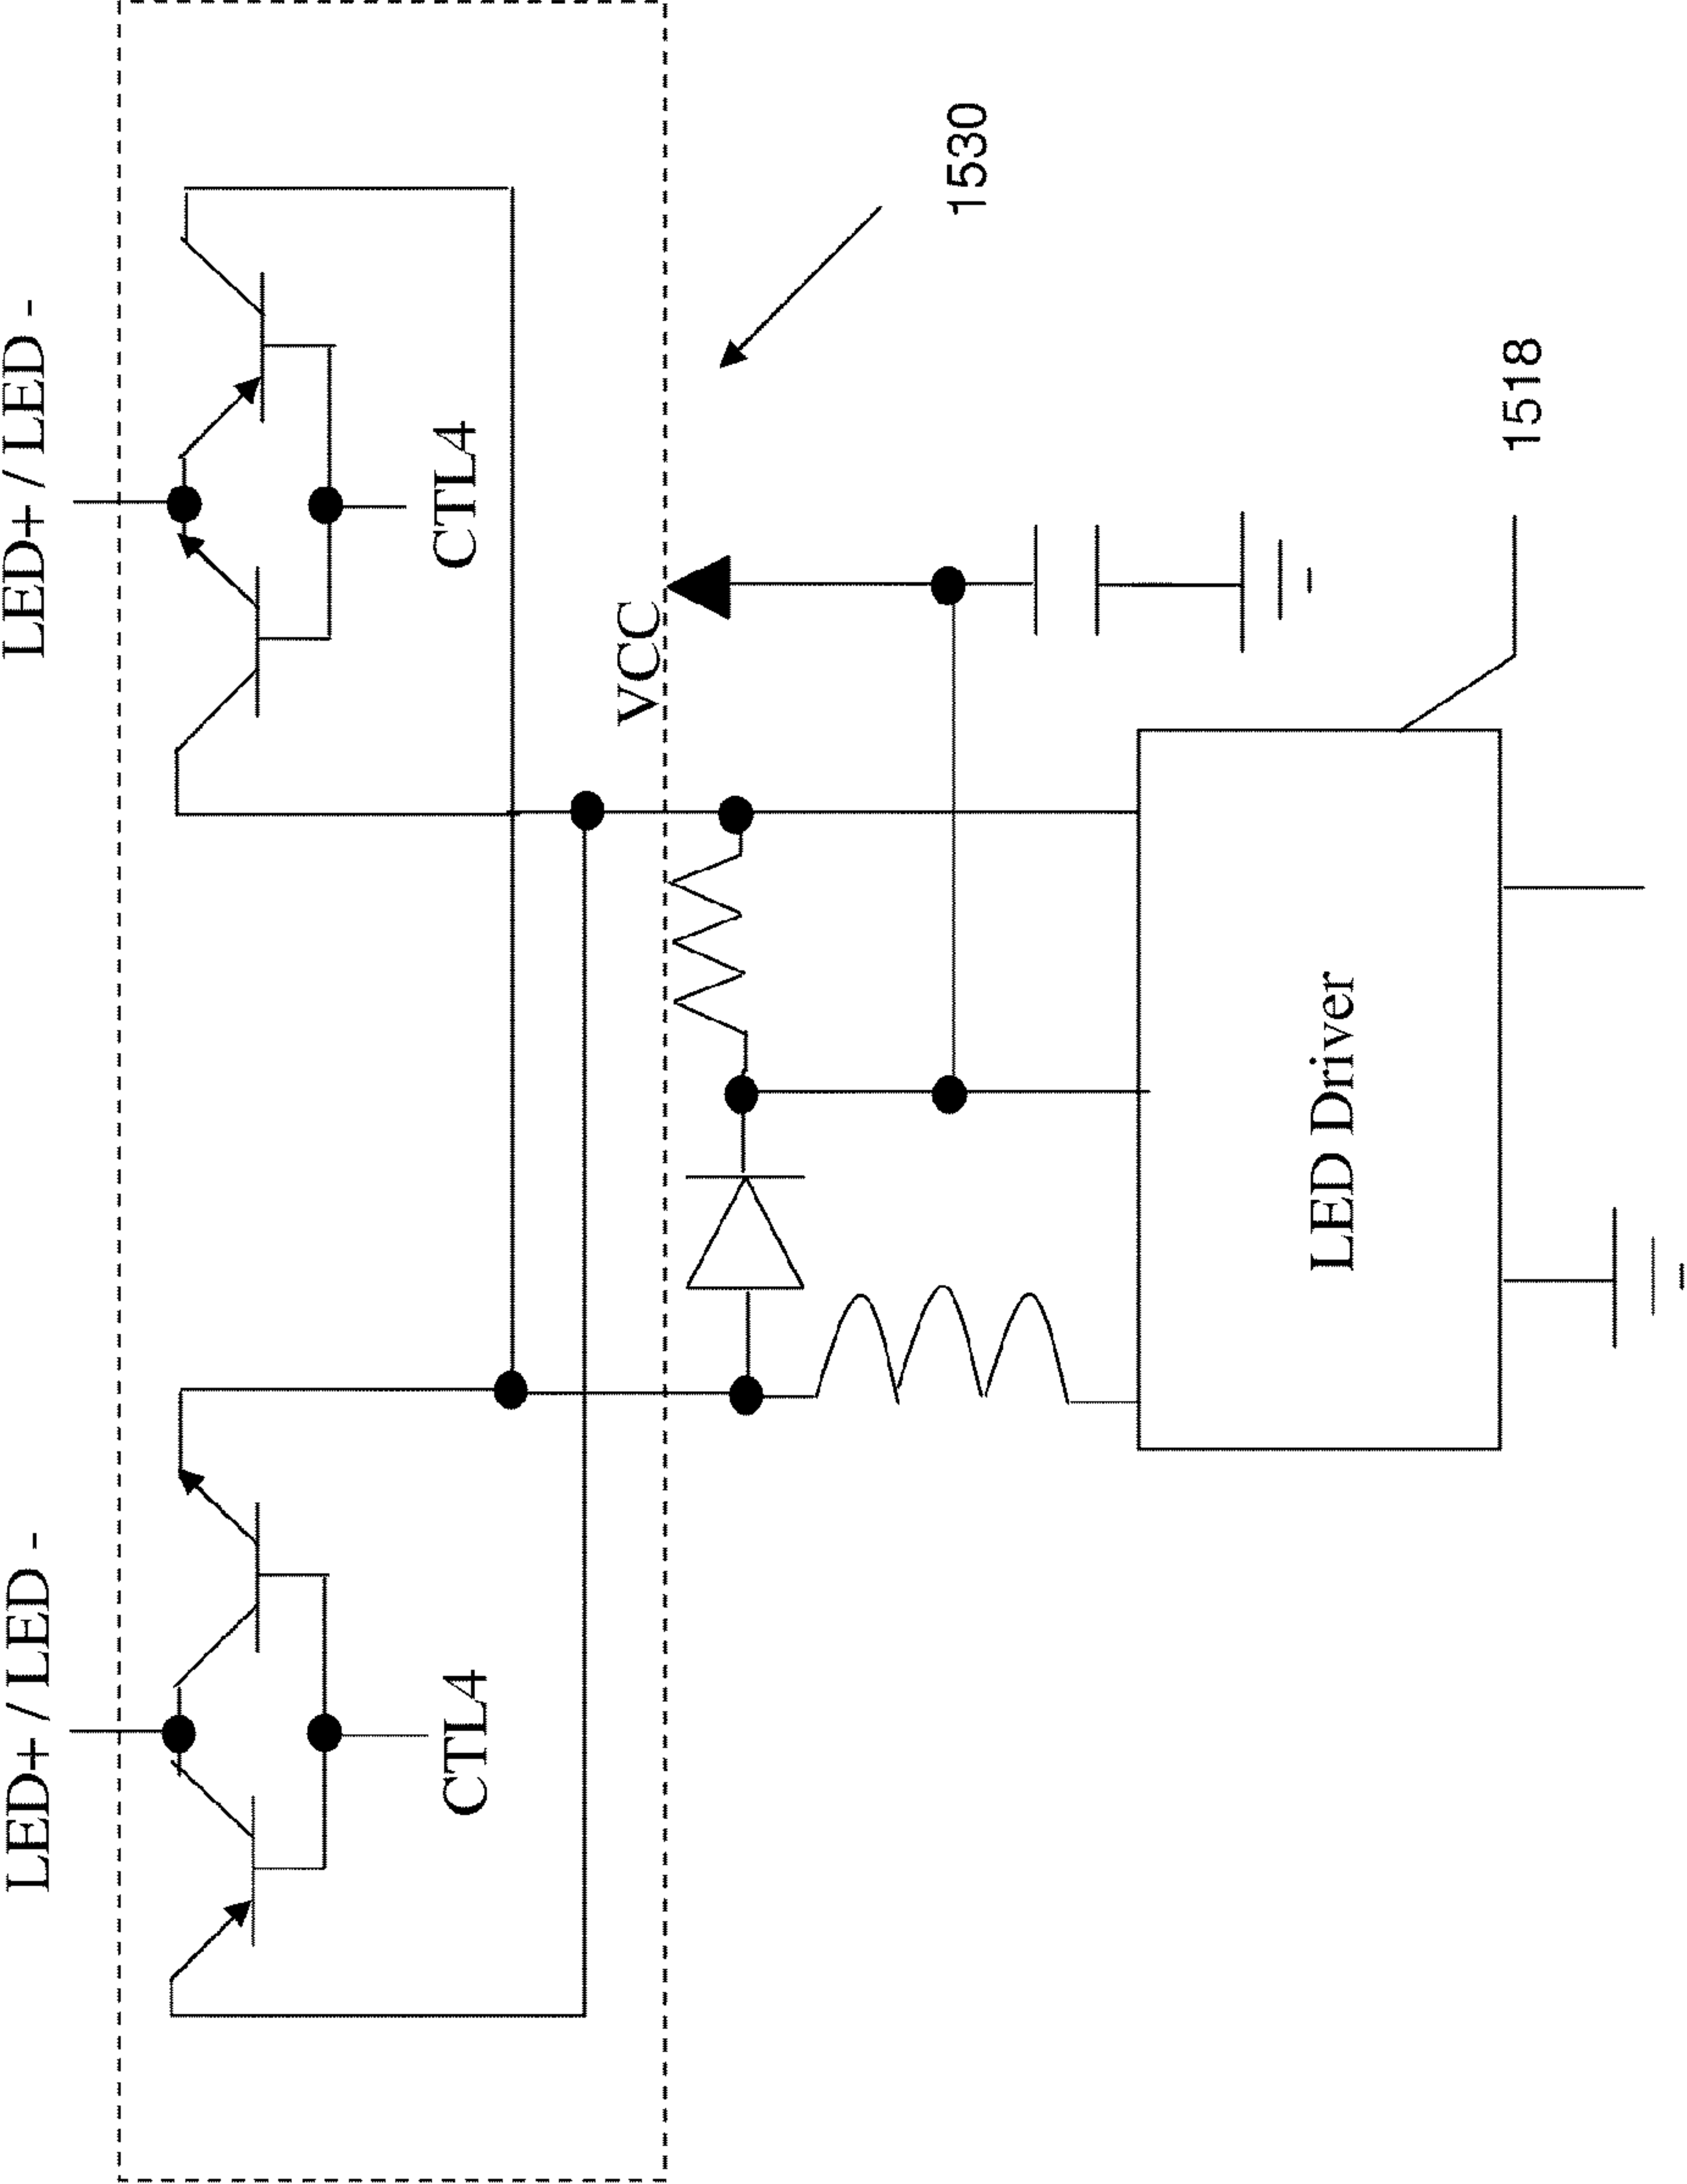 LED+ / LED -
LED+ / LED -
CTL4
CTL4
VCC
1530
LED Driver
1518